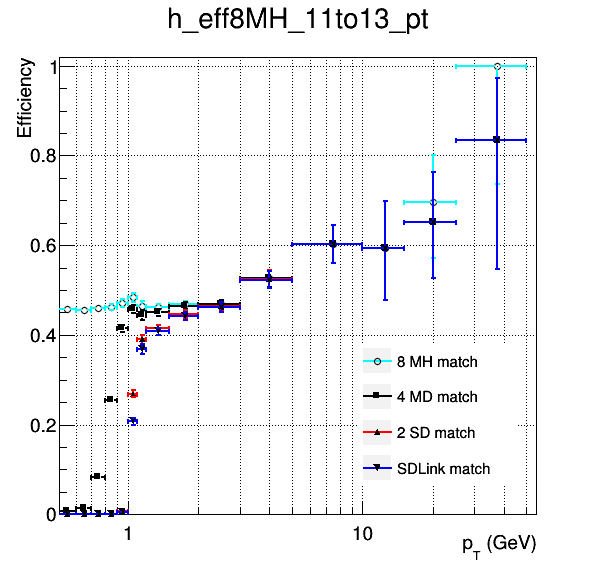 h_eff8MH_11to13_pt
Efficiency
1
0.8
0.6
0.4
0.2
0
8 MH match
4 MD match
2 SD match
SDLink match
1
10
p_T (GeV)